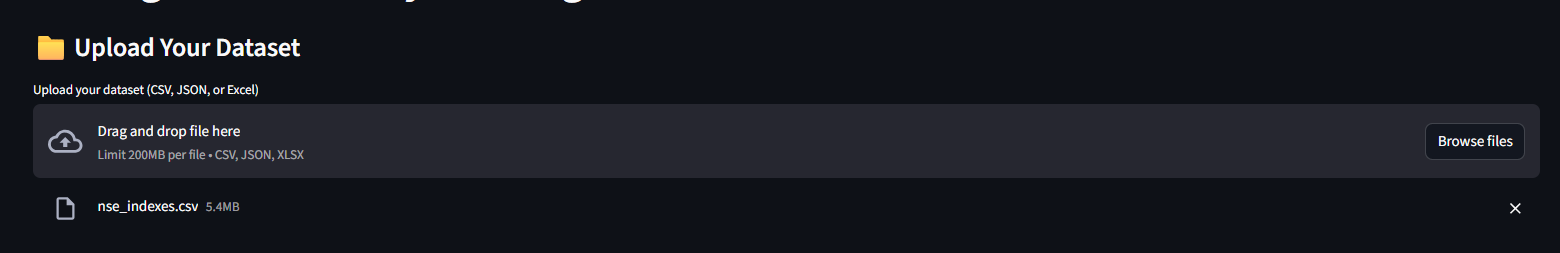 Upload Your Dataset
Upload your dataset (CSV, JSON, or Excel)
Drag and drop file here
Limit 200MB per file • CSV, JSON, XLSX
Browse files
nse_indexes.csv 5.4MB